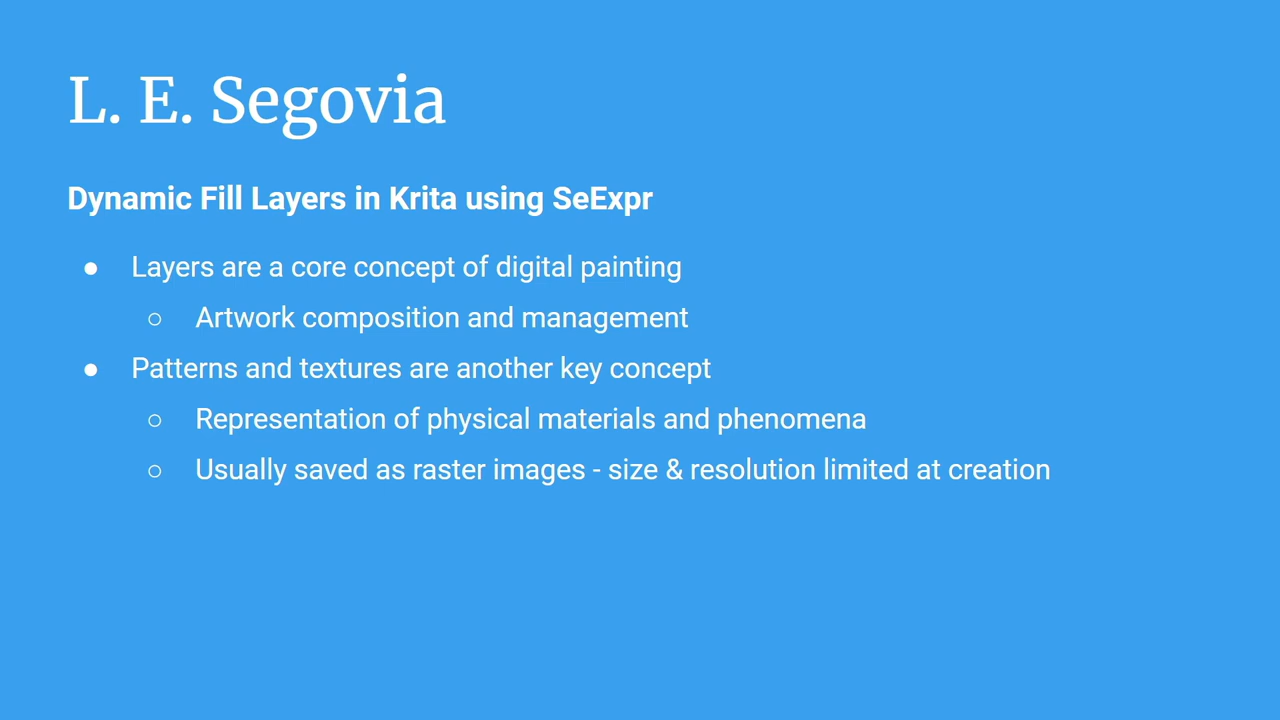 L. E. Segovia
Dynamic Fill Layers in Krita using SeExpr
● Layers are a core concept of digital painting
○ Artwork composition and management
● Patterns and textures are another key concept
○ Representation of physical materials and phenomena
○ Usually saved as raster images - size & resolution limited at creation